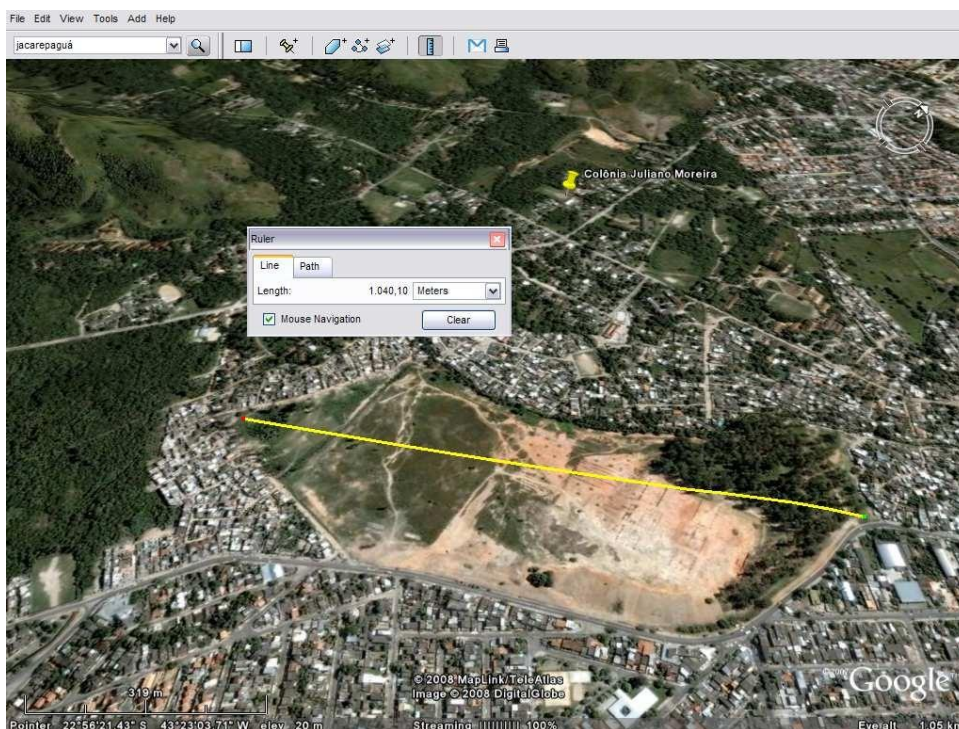 File Edit View Tools Add Help
jacarepaguá
Colônia Juliano Moreira
Ruler
Line Path
Length: 1.040,10 Meters
Mouse Navigation Clear
319 m
© 2008 MapLink/TeleAtlas
Image © 2008 DigitalGlobe
Google
Pointer 22°56'21.43" S 43°23'03.71" W elev 20 m Streaming ||||||||| 100% Eye alt 1.05 km